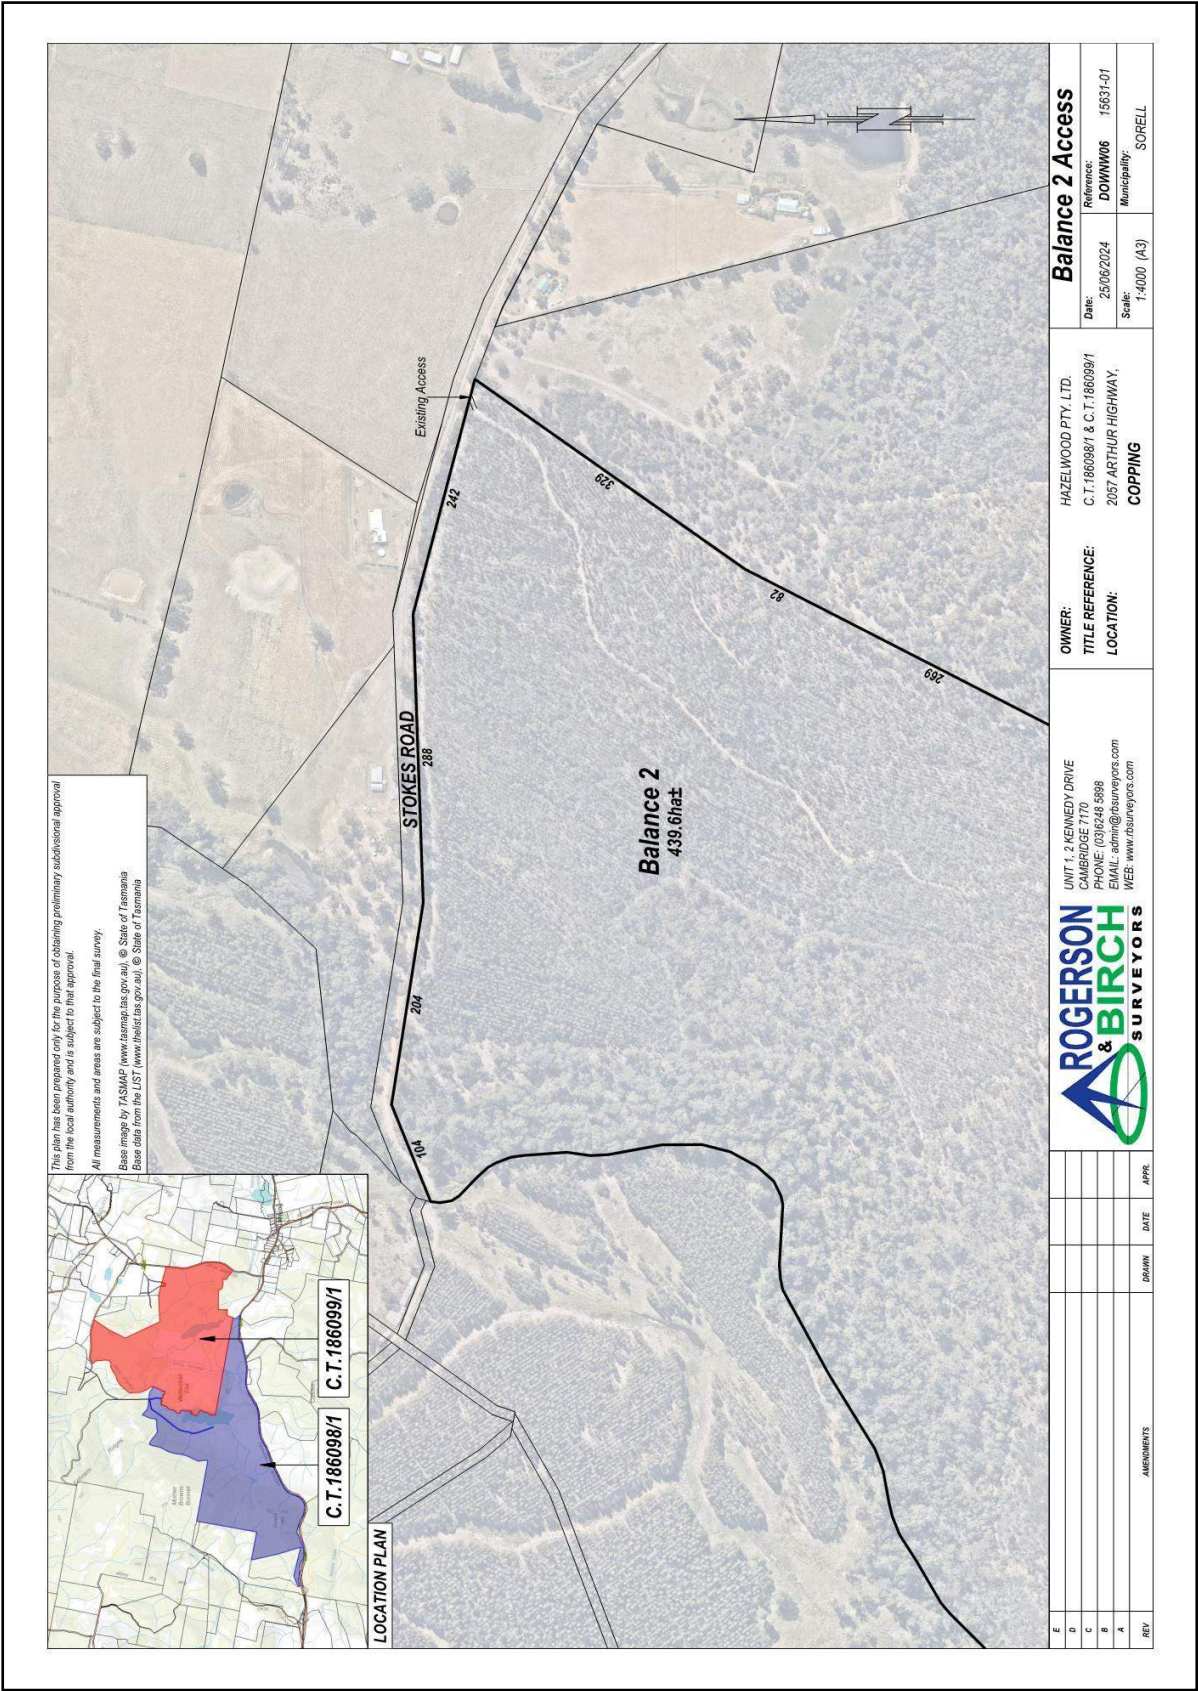 This plan has been prepared only for the purpose of obtaining preliminary subdivisional approval
from the local authority and is subject to that approval.
All measurements and areas are subject to the final survey.
Base image by TASMAP (www.tasmap.tas.gov.au), © State of Tasmania
Base data from the LIST (www.thelist.tas.gov.au), © State of Tasmania
C.T.186098/1
C.T.186099/1
LOCATION PLAN
STOKES ROAD
Existing Access
104
204
288
242
329
82
269
Balance 2
439.6ha±
N
E
D
C
B
A
REV
AMENDMENTS
DRAWN
DATE
APPR.
ROGERSON
& BIRCH
SURVEYORS
UNIT 1, 2 KENNEDY DRIVE
CAMBRIDGE 7170
PHONE: (03)6248 5898
EMAIL: admin@rbsurveyors.com
WEB: www.rbsurveyors.com
OWNER: HAZELWOOD PTY. LTD.
TITLE REFERENCE: C.T.186098/1 & C.T.186099/1
LOCATION: 2057 ARTHUR HIGHWAY,
COPPING
Balance 2 Access
Date: 25/06/2024
Reference: DOWNW06 15631-01
Scale: 1:4000 (A3)
Municipality: SORELL